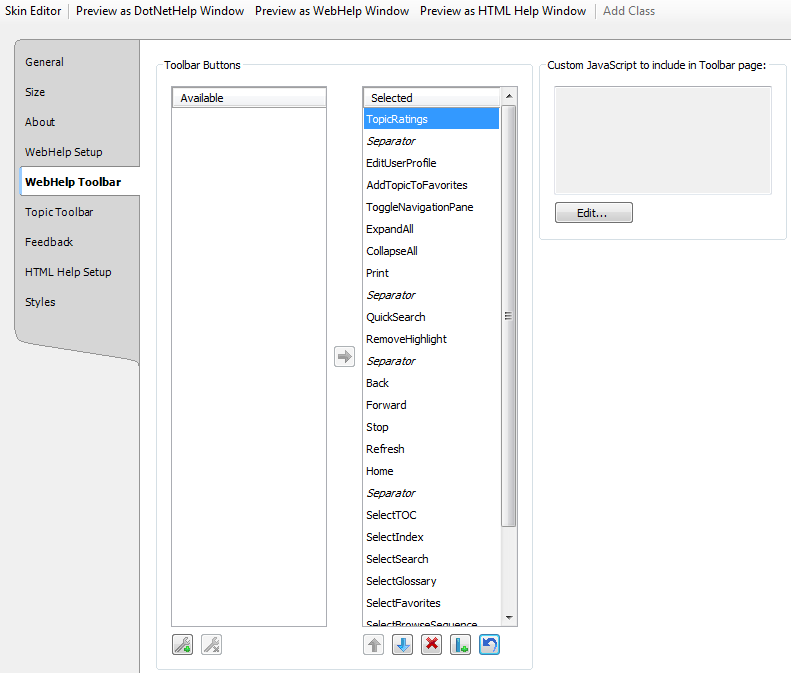 Skin Editor Preview as DotNetHelp Window Preview as WebHelp Window Preview as HTML Help Window Add Class
General
Size
About
WebHelp Setup
WebHelp Toolbar
Topic Toolbar
Feedback
HTML Help Setup
Styles
Toolbar Buttons
Available
Selected
TopicRatings
Separator
EditUserProfile
AddTopicToFavorites
ToggleNavigationPane
ExpandAll
CollapseAll
Print
Separator
QuickSearch
RemoveHighlight
Separator
Back
Forward
Stop
Refresh
Home
Separator
SelectTOC
SelectIndex
SelectSearch
SelectGlossary
SelectFavorites
SelectBrowseSequence
Custom JavaScript to include in Toolbar page:
Edit...